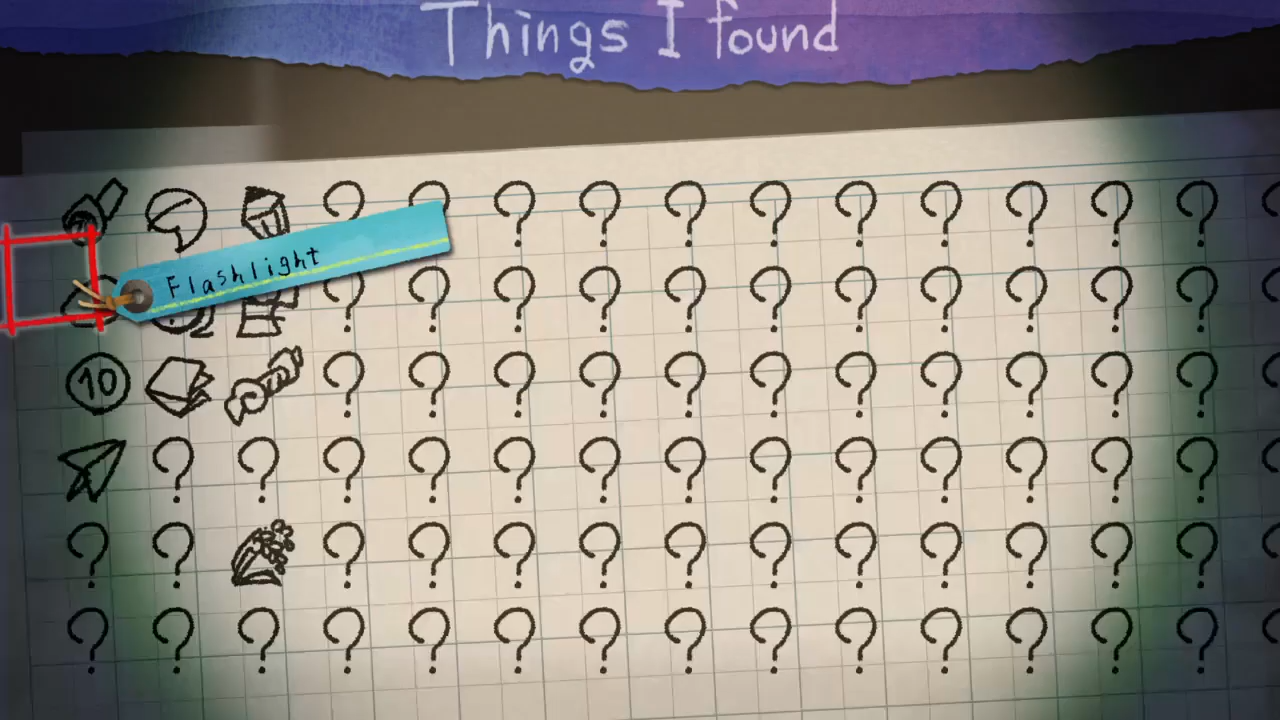 Things I found
? ? ? ? ? ? ? ? ? ? ? ?
Flashlight
? ? ? ? ? ? ? ? ? ? ? ?
10 ? ? ? ? ? ? ? ? ? ? ? ?
? ? ? ? ? ? ? ? ? ? ? ? ? ?
? ? ? ? ? ? ? ? ? ? ? ? ? ?
? ? ? ? ? ? ? ? ? ? ? ? ? ? ?